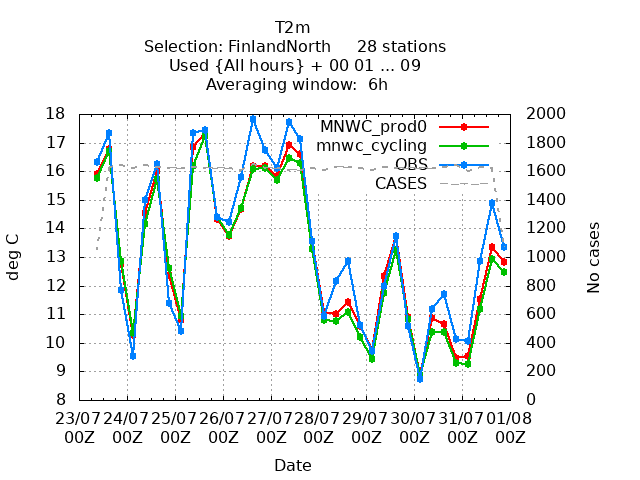 T2m
Selection: FinlandNorth 28 stations
Used {All hours} + 00 01 ... 09
Averaging window: 6h
MNWC_prod0
mnwc_cycling
OBS
CASES
18
17
16
15
14
13
12
11
10
9
8
deg C
2000
1800
1600
1400
1200
1000
800
600
400
200
0
No cases
23/07 24/07 25/07 26/07 27/07 28/07 29/07 30/07 31/07 01/08
00Z 00Z 00Z 00Z 00Z 00Z 00Z 00Z 00Z 00Z
Date